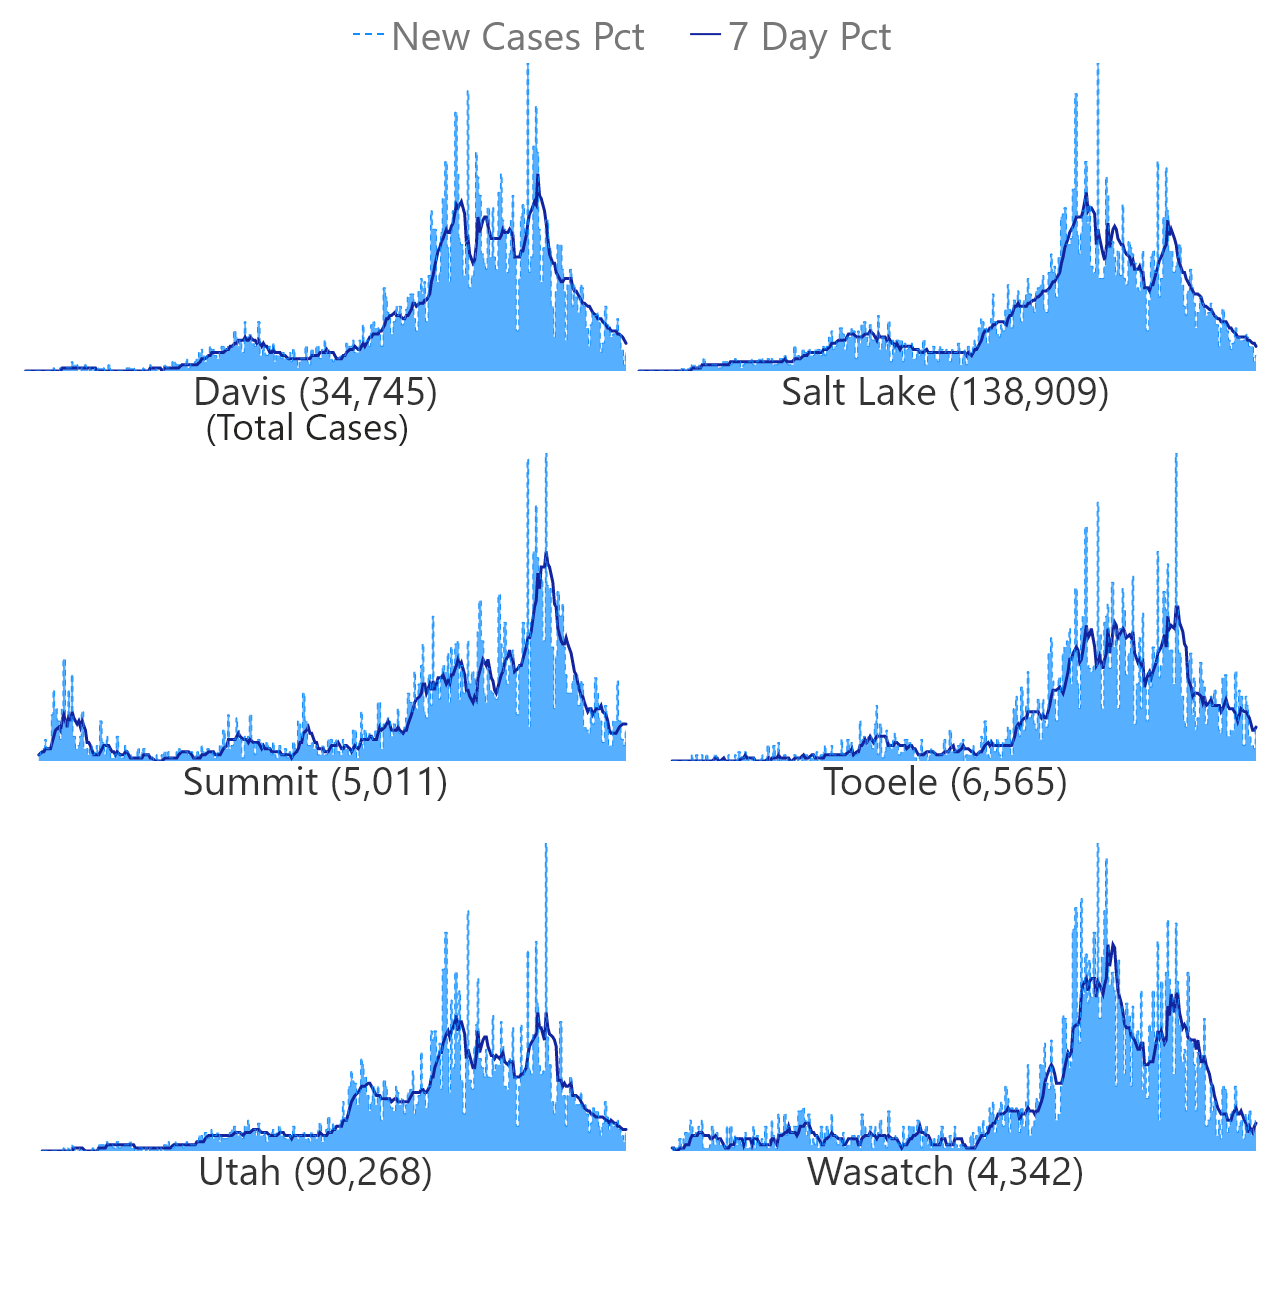 New Cases Pct 7 Day Pct
Davis (34,745)
(Total Cases)
Salt Lake (138,909)
Summit (5,011)
Tooele (6,565)
Utah (90,268)
Wasatch (4,342)